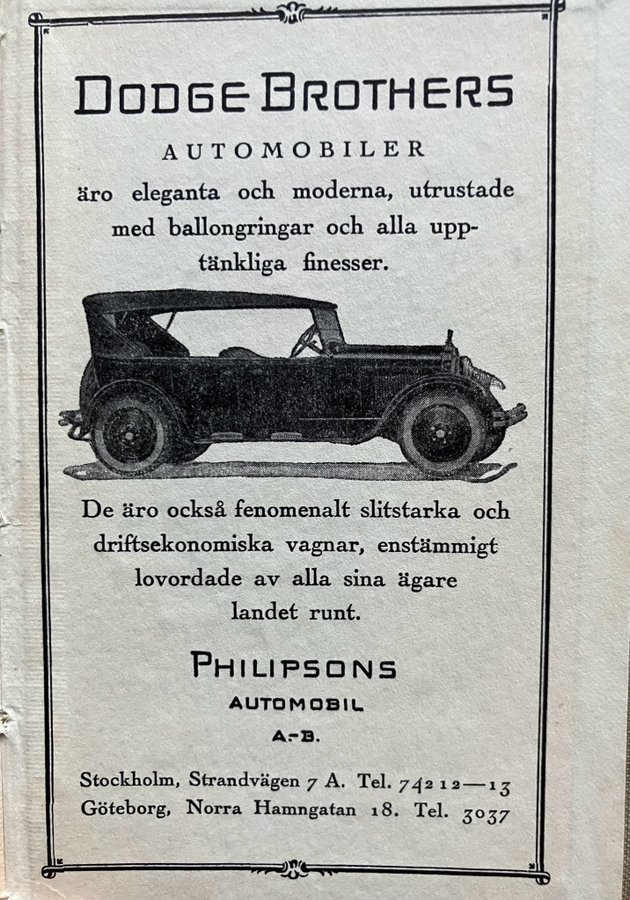 DODGE BROTHERS
AUTOMOBILER
äro eleganta och moderna, utrustade
med ballongringar och alla upp-
tänkliga finesser.
De äro också fenomenalt slitstarka och
driftsekonomiska vagnar, enstämmigt
lovordade av alla sina ägare
landet runt.
PHILIPSONS
AUTOMOBIL
A.-B.
Stockholm, Strandvägen 7 A. Tel. 74212—13
Göteborg, Norra Hamngatan 18. Tel. 3037